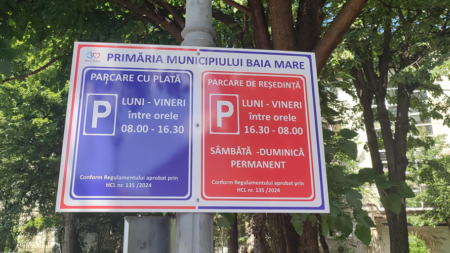 PRIMĂRIA MUNICIPIULUI BAIA MARE
PARCARE CU PLATĂ
P
LUNI - VINERI
între orele
08.00 - 16.30
Conform Regulamentului aprobat prin
HCL nr. 135 /2024
PARCARE DE REȘEDINȚĂ
P
LUNI - VINERI
între orele
16.30 - 08.00
SÂMBĂTĂ -DUMINICĂ
PERMANENT
Conform Regulamentului aprobat prin
HCL nr. 135 /2024